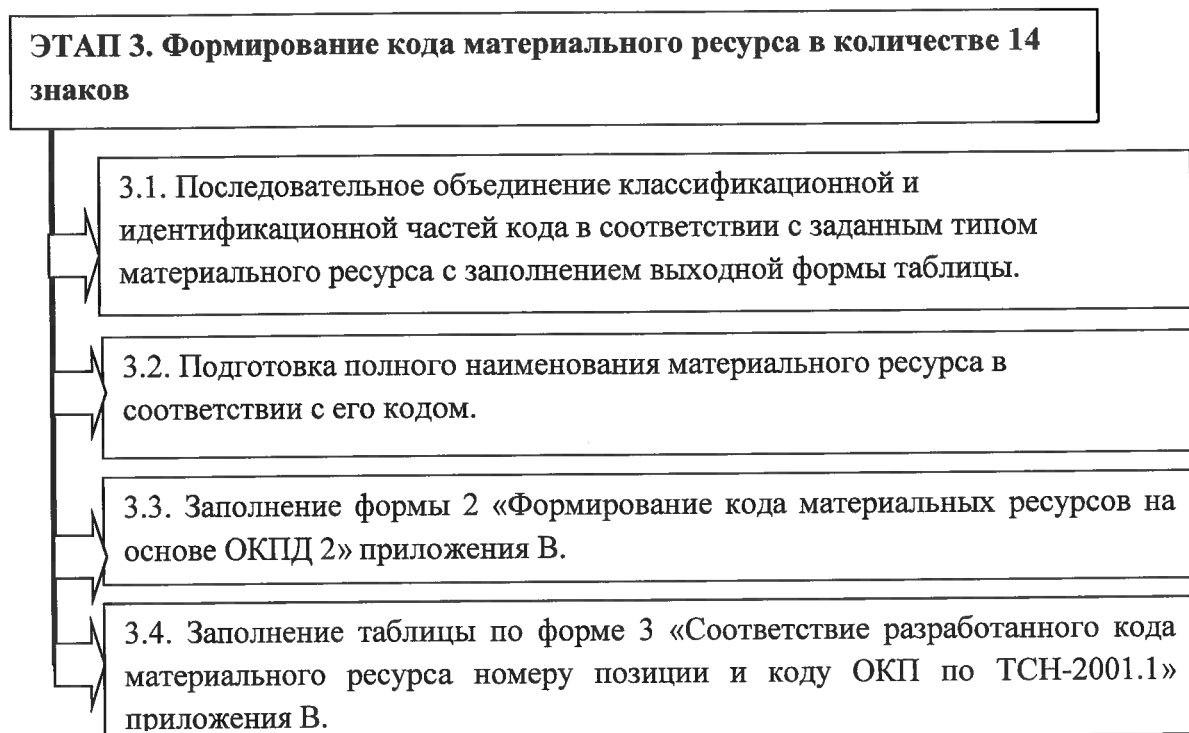 ЭТАП 3. Формирование кода материального ресурса в количестве 14
знаков
3.1. Последовательное объединение классификационной и
идентификационной частей кода в соответствии с заданным типом
материального ресурса с заполнением выходной формы таблицы.
3.2. Подготовка полного наименования материального ресурса в
соответствии с его кодом.
3.3. Заполнение формы 2 «Формирование кода материальных ресурсов на
основе ОКПД 2» приложения В.
3.4. Заполнение таблицы по форме 3 «Соответствие разработанного кода
материального ресурса номеру позиции и коду ОКП по ТСН-2001.1»
приложения В.